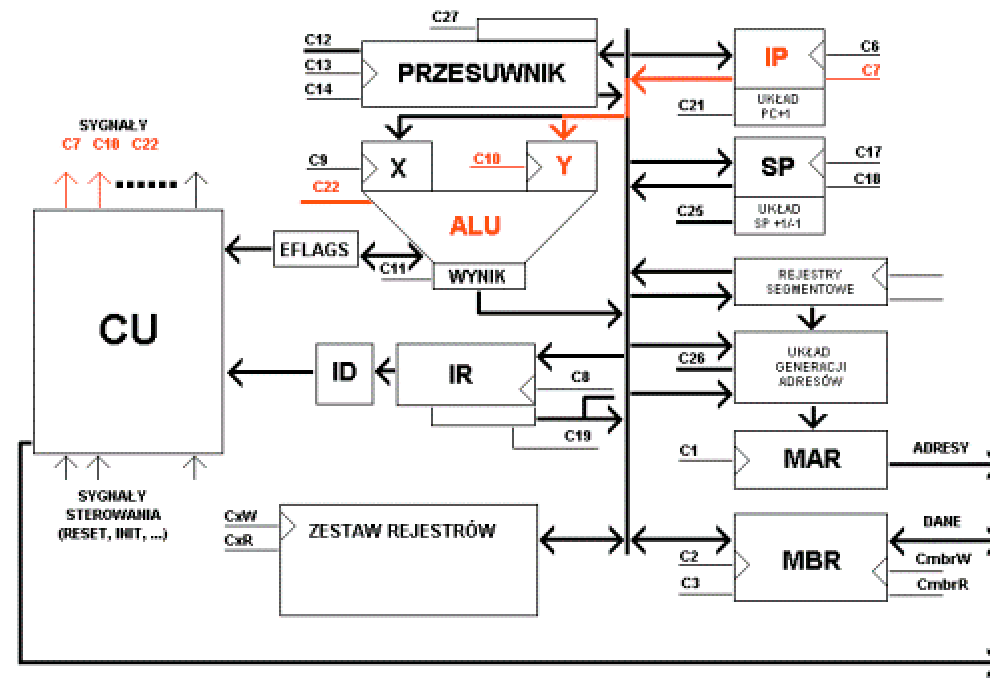 C27
C12
C13
C14
PRZESUWNIK
IP
C6
C7
C21
UKŁAD
PC+1
SYGNAŁY
C7 C10 C22
C9
X
C10
Y
C22
ALU
SP
C17
C18
C25
UKŁAD
SP +1/-1
EFLAGS
C11
WYNIK
REJESTRY
SEGMENTOWE
CU
ID
IR
C8
C19
C26
UKŁAD
GENERACJI
ADRESÓW
C1
MAR
ADRESY
SYGNAŁY
STEROWANIA
(RESET, INIT, ...)
CxW
CxR
ZESTAW REJESTRÓW
C2
C3
MBR
DANE
CmbrW
CmbrR